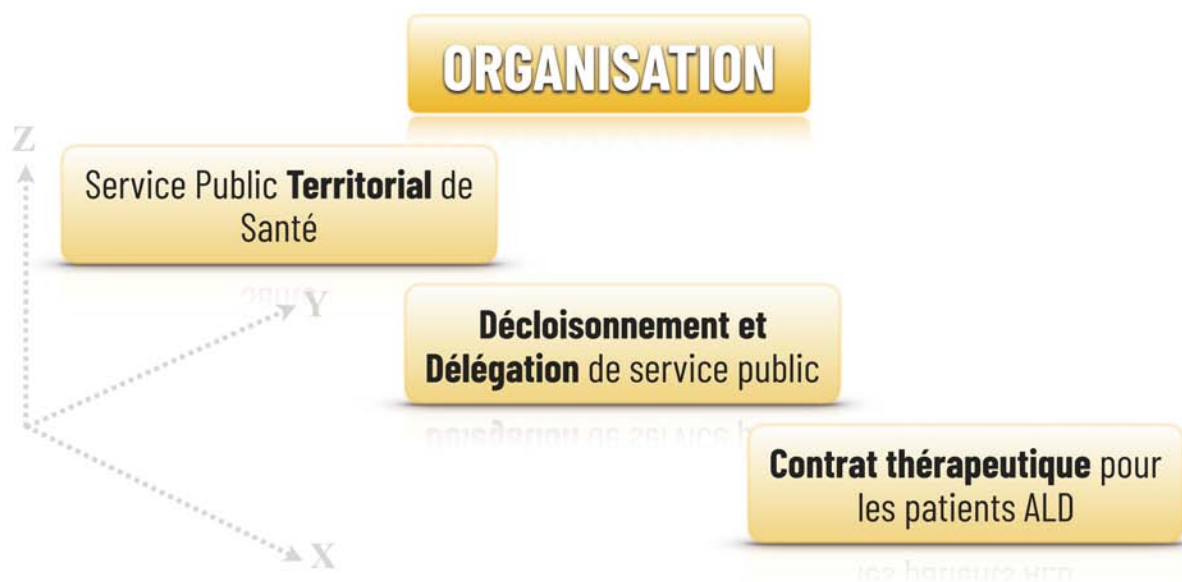 ORGANISATION
Z
Service Public Territorial de
Santé
Y
Décloisonnement et
Délégation de service public
Contrat thérapeutique pour
les patients ALD
X